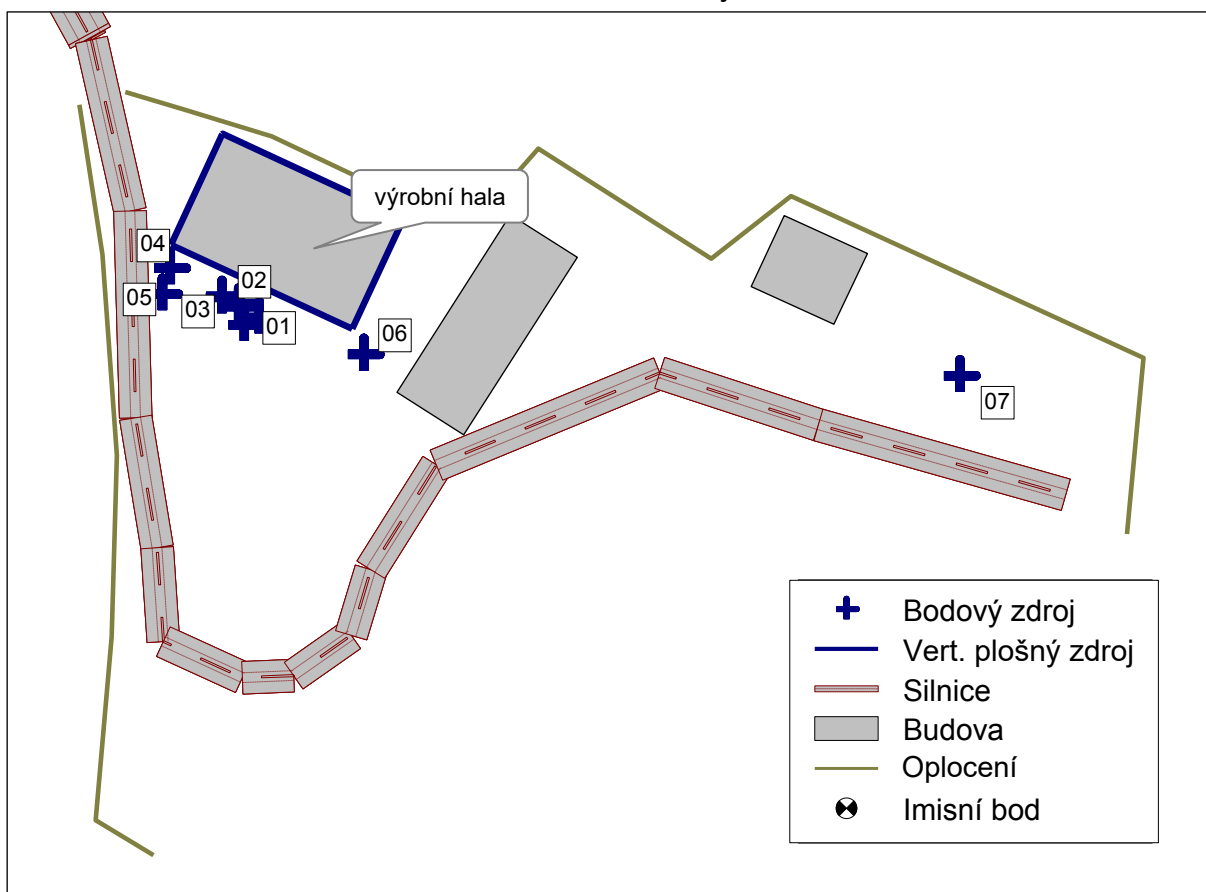 výrobní hala
04
02
05
03
01
06
07
Bodový zdroj
Vert. plošný zdroj
Silnice
Budova
Oplocení
Imisní bod